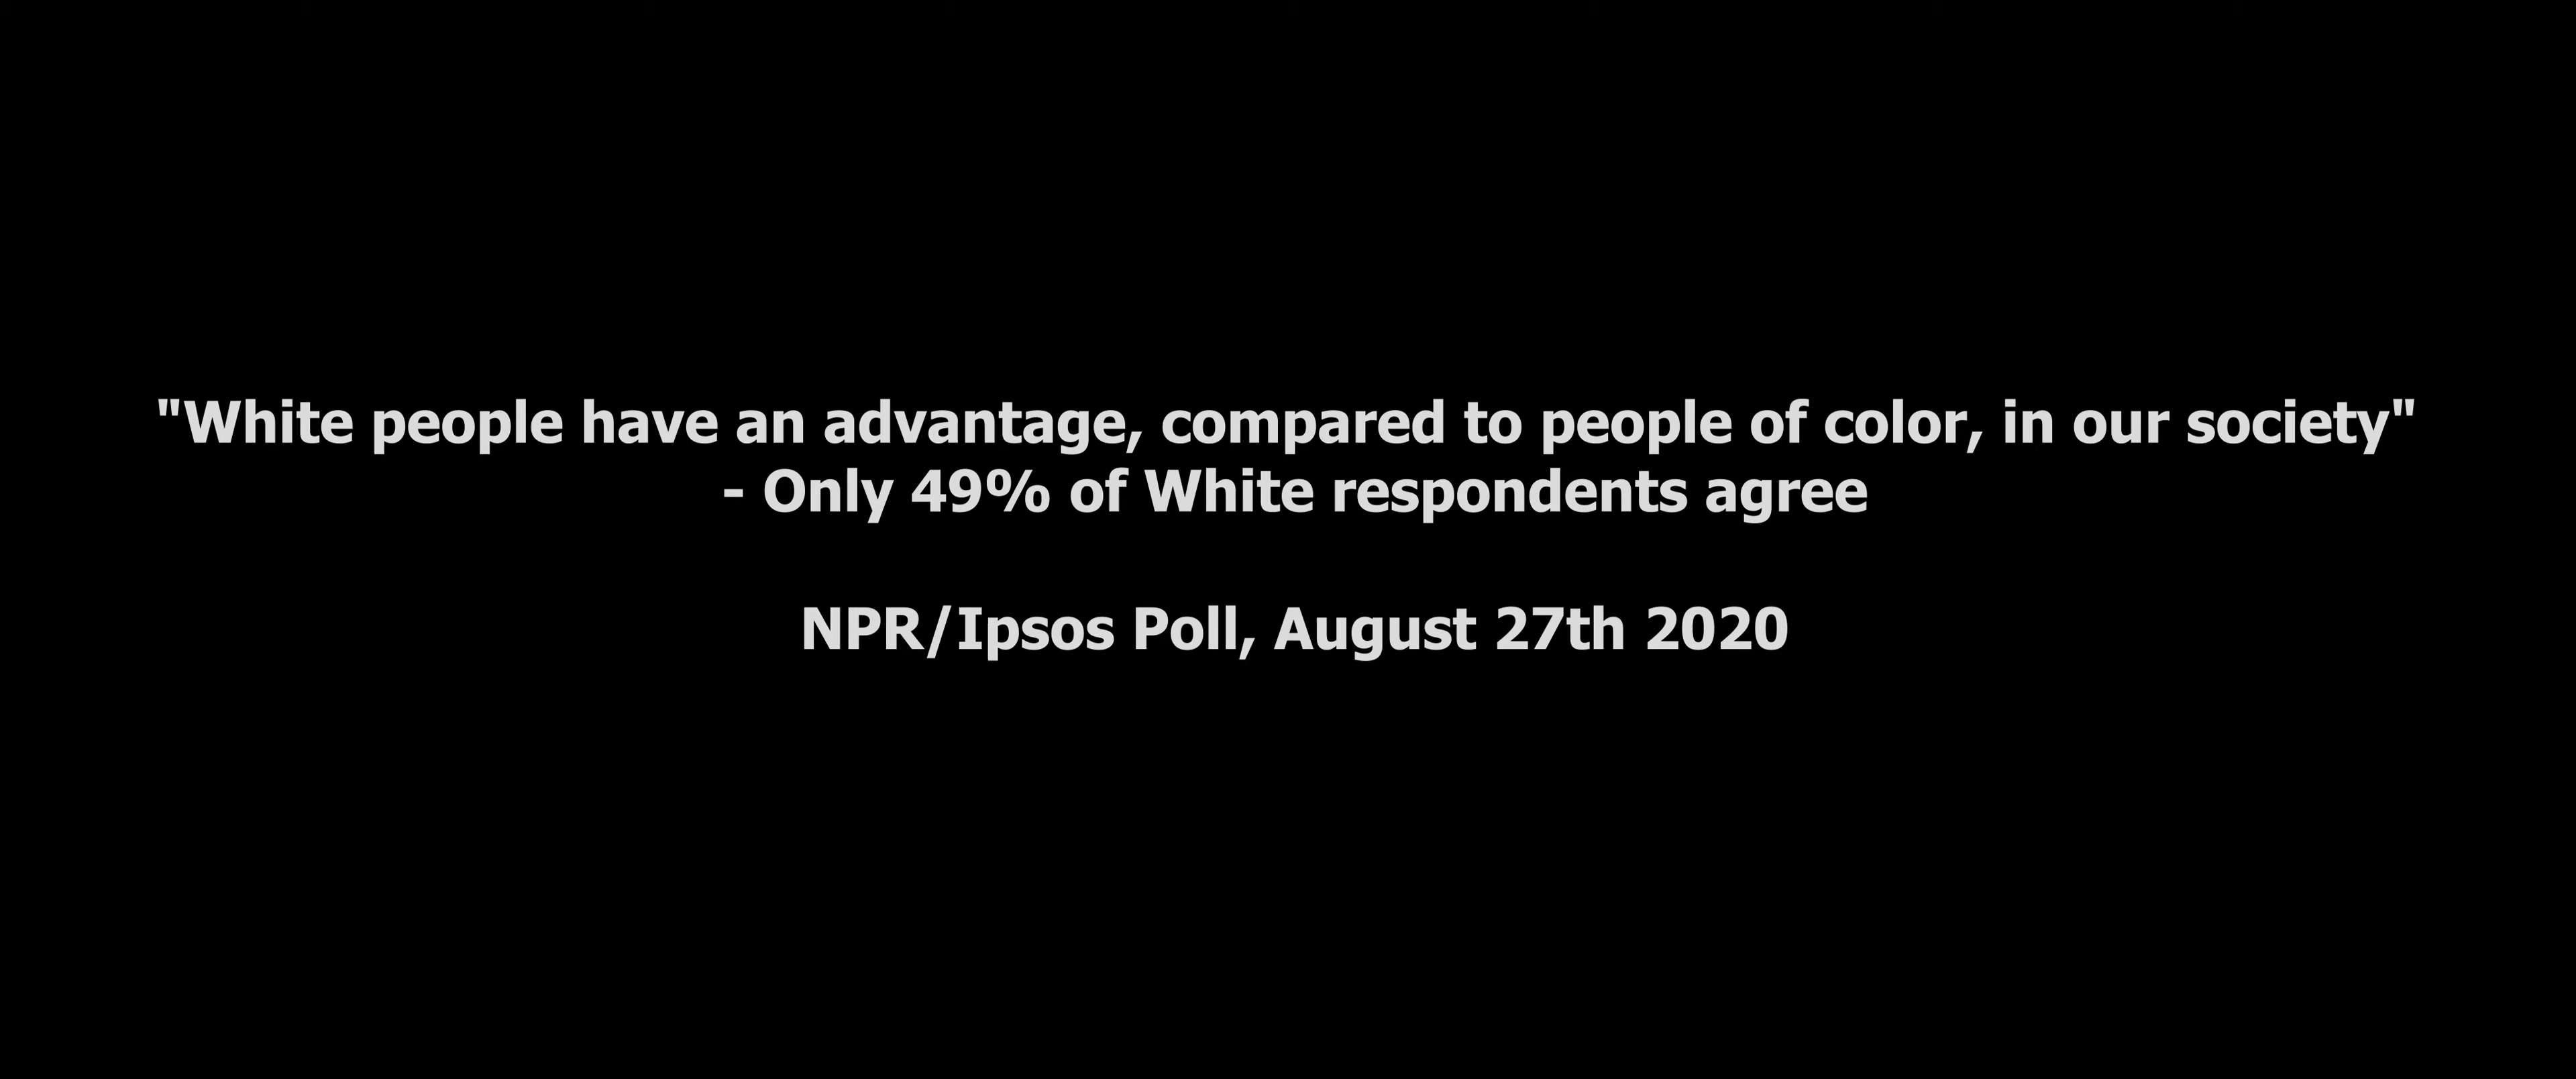 "White people have an advantage, compared to people of color, in our society"
- Only 49% of White respondents agree
NPR/Ipsos Poll, August 27th 2020